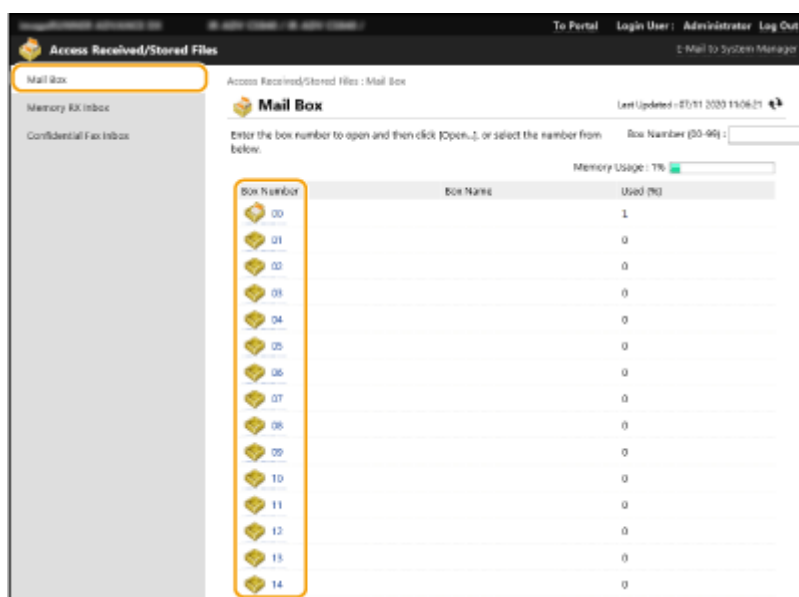 To Portal Login User : Administrator Log Out
Access Received/Stored Files
E-Mail to System Manager
Mail Box
Memory RX Inbox
Confidential Fax Inbox
Access Received/Stored Files : Mail Box
Mail Box
Last Updated : 07/11 2020 11:06:21
Enter the box number to open and then click [Open...], or select the number from below.
Box Number (00-99) :
Memory Usage : 1%
Box Number Box Name Used (%)
00 1
01 0
02 0
03 0
04 0
05 0
06 0
07 0
08 0
09 0
10 0
11 0
12 0
13 0
14 0